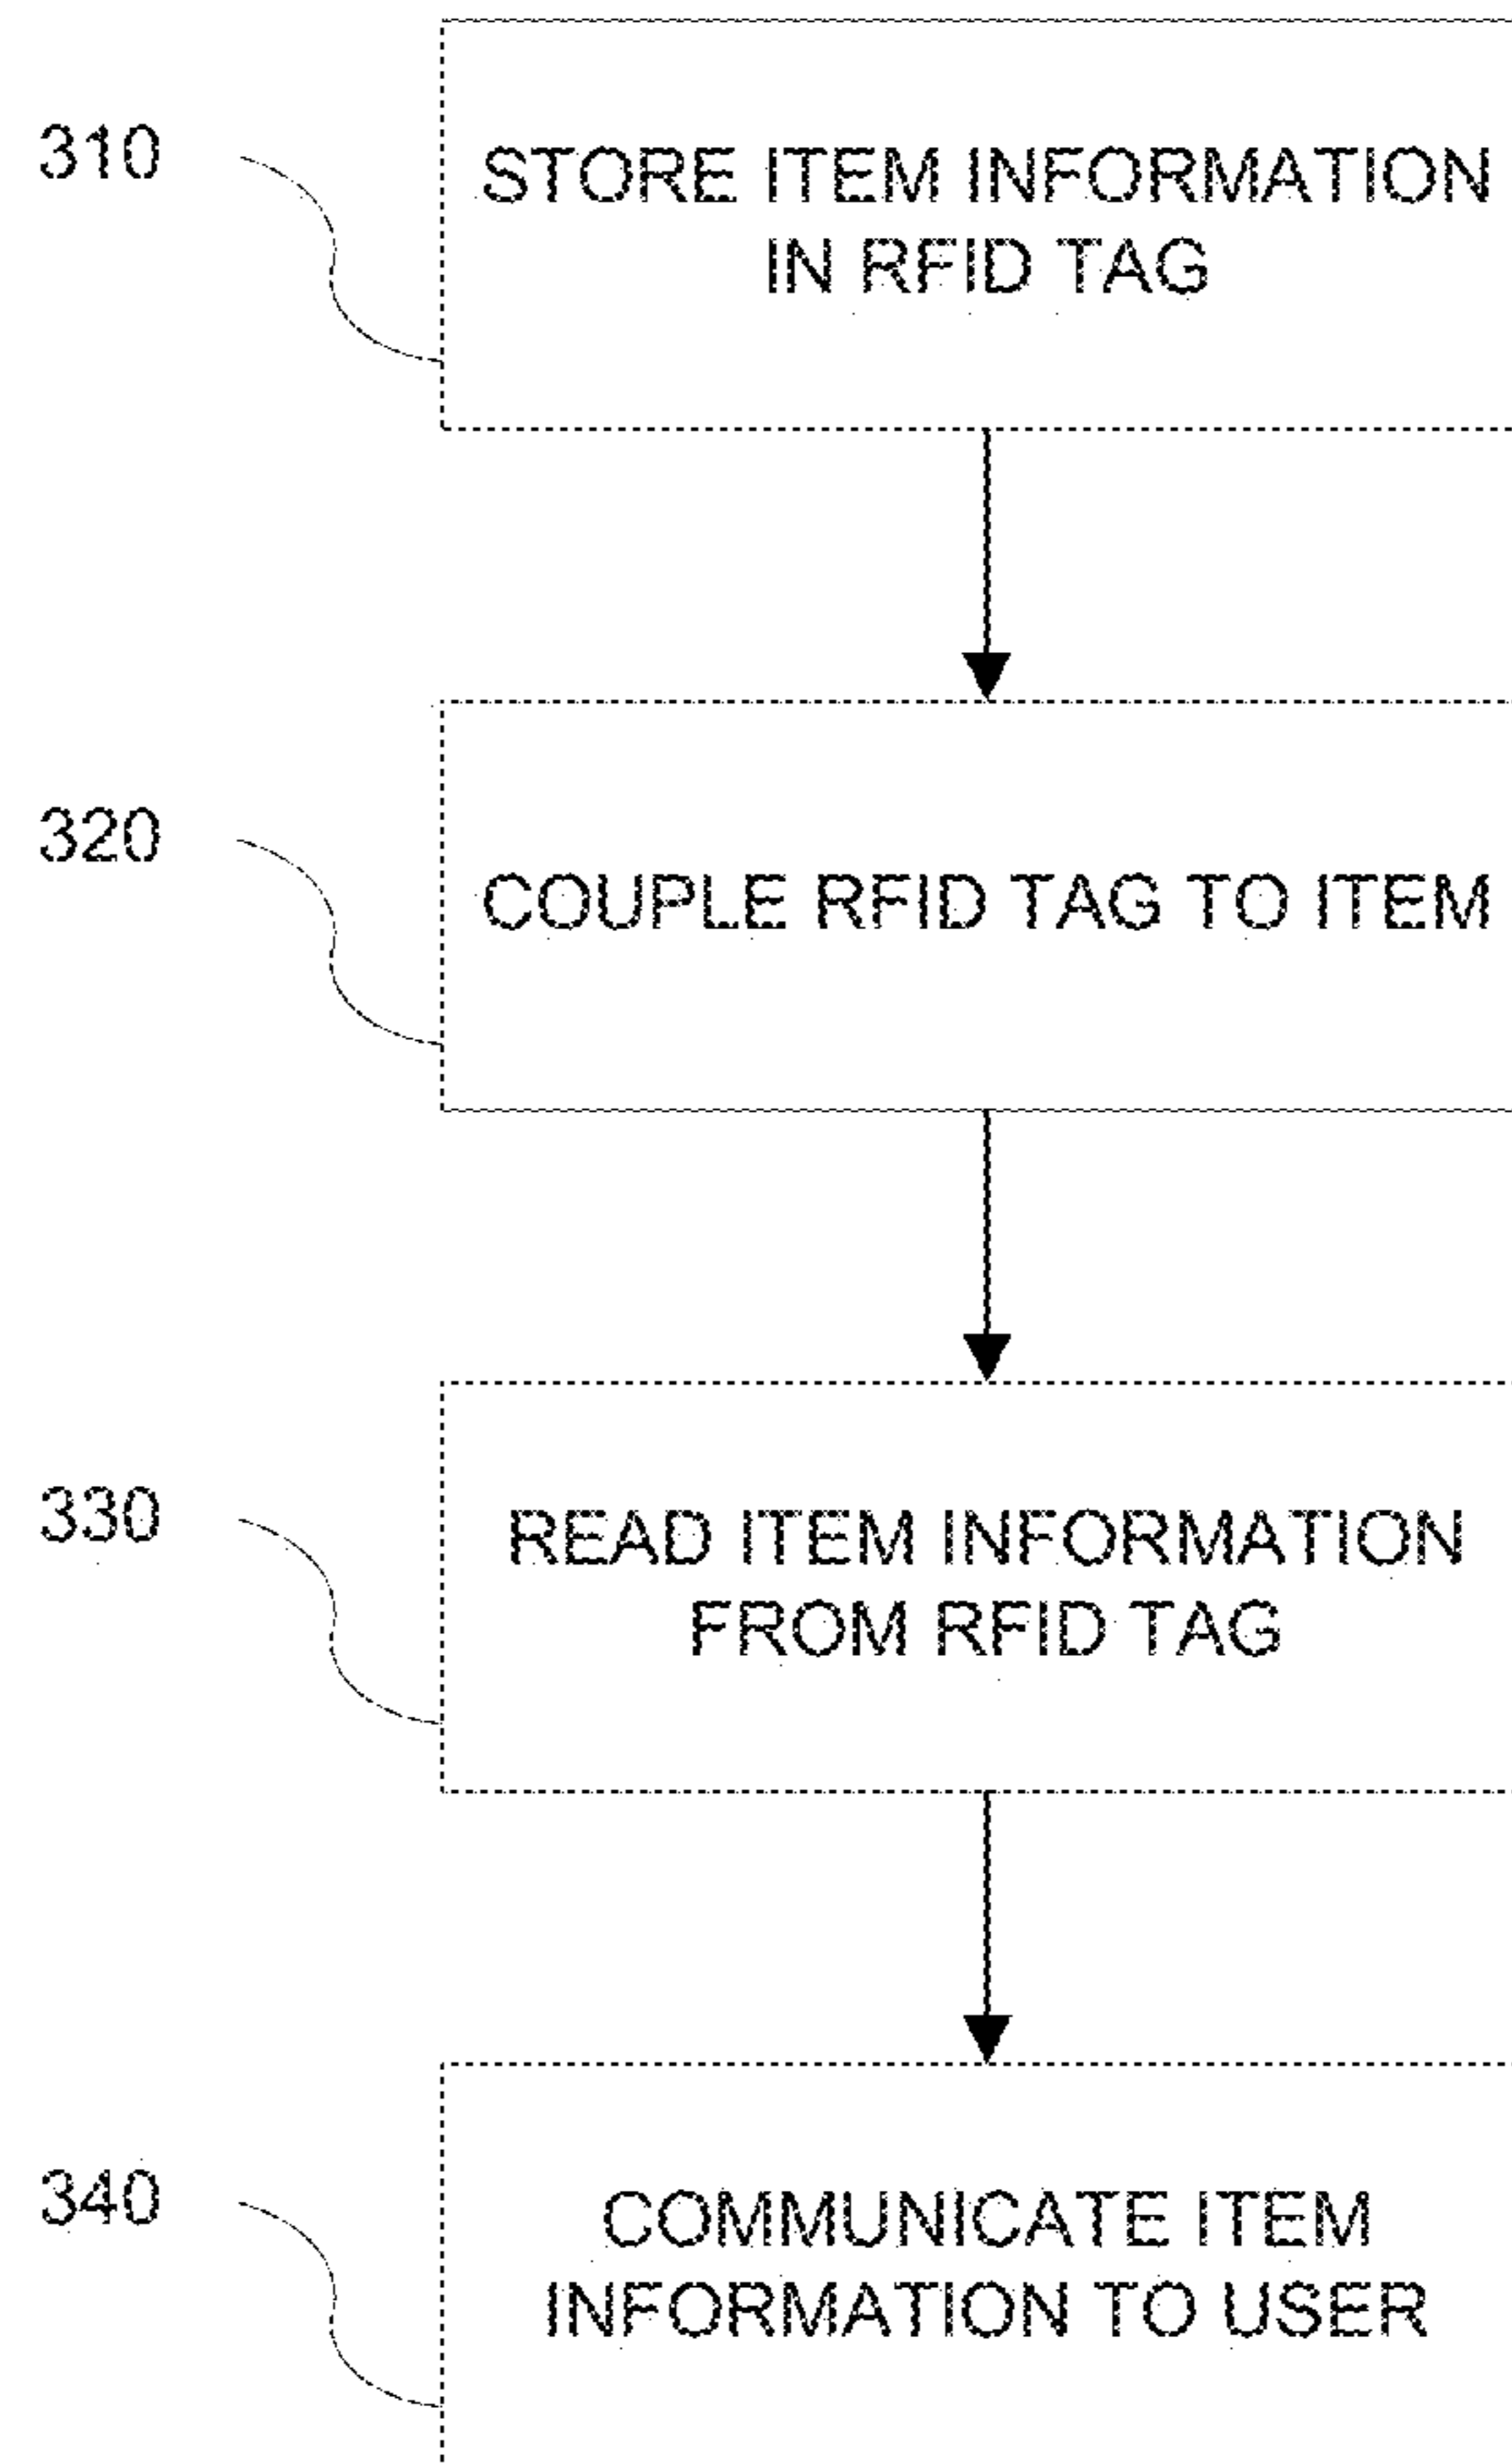 310
STORE ITEM INFORMATION
IN RFID TAG
320
COUPLE RFID TAG TO ITEM
330
READ ITEM INFORMATION
FROM RFID TAG
340
COMMUNICATE ITEM
INFORMATION TO USER